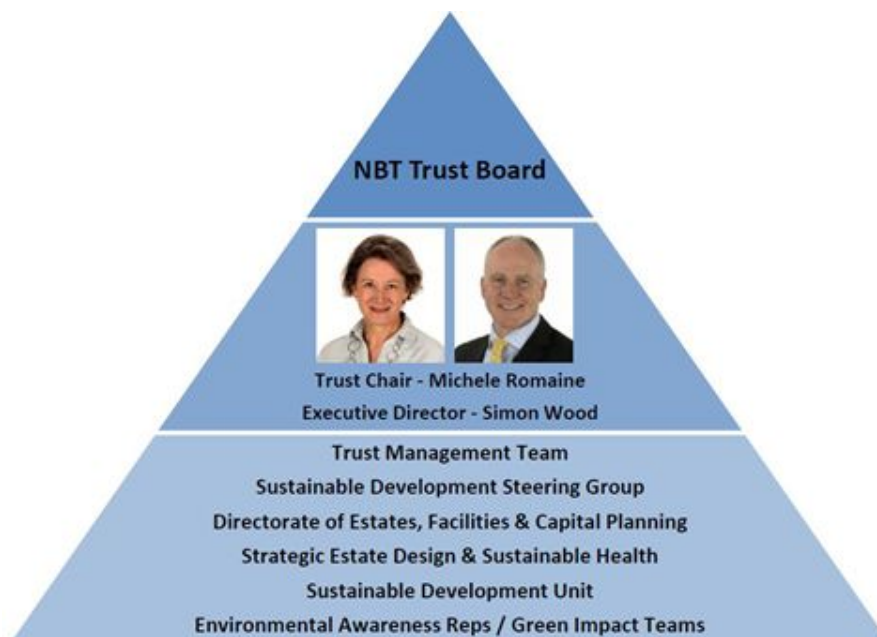 NBT Trust Board
Trust Chair - Michele Romaine
Executive Director - Simon Wood
Trust Management Team
Sustainable Development Steering Group
Directorate of Estates, Facilities & Capital Planning
Strategic Estate Design & Sustainable Health
Sustainable Development Unit
Environmental Awareness Reps / Green Impact Teams